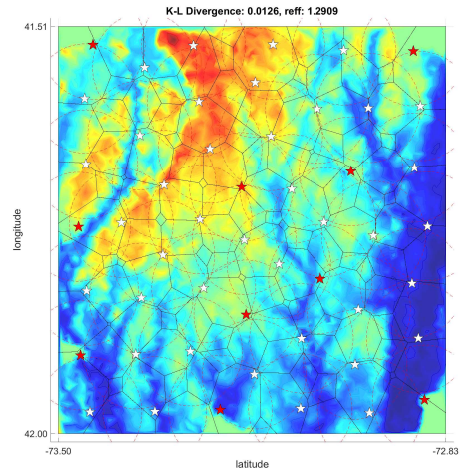 K-L Divergence: 0.0126, reff: 1.2909
41.51
longitude
42.00
-73.50
-72.83
latitude